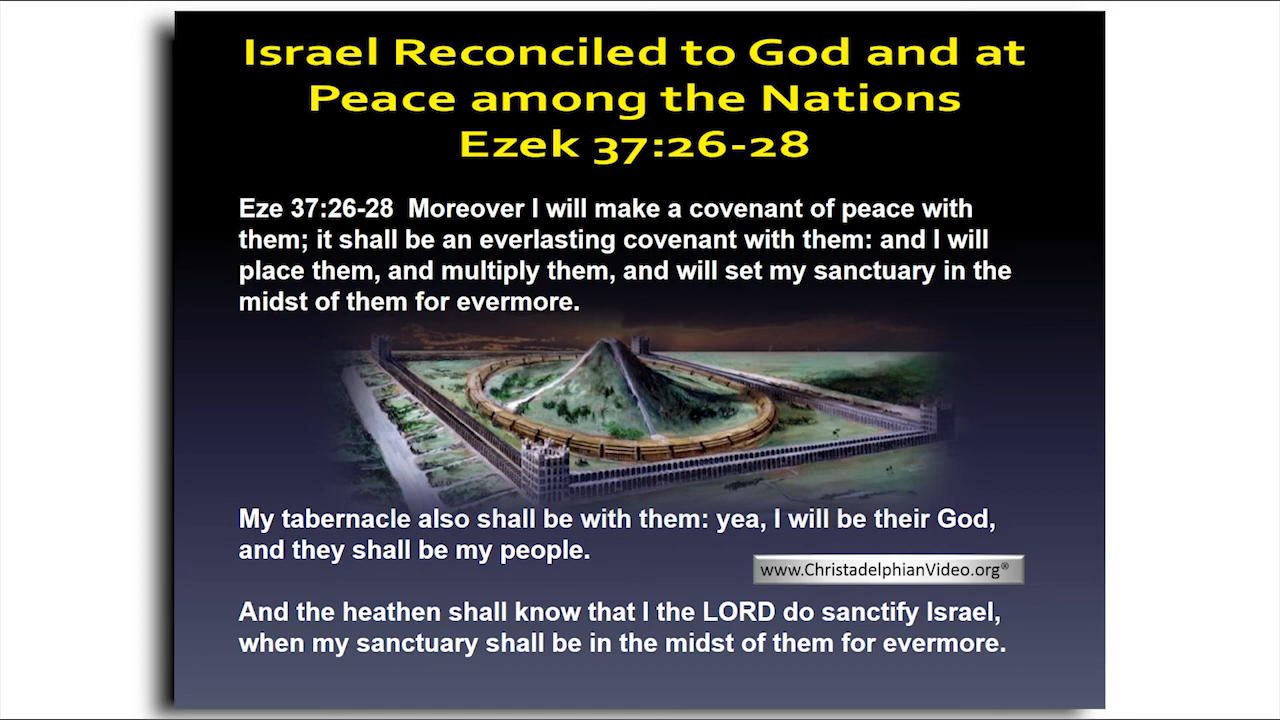 Israel Reconciled to God and at
Peace among the Nations
Ezek 37:26-28
Eze 37:26-28  Moreover I will make a covenant of peace with
them; it shall be an everlasting covenant with them: and I will
place them, and multiply them, and will set my sanctuary in the
midst of them for evermore.
My tabernacle also shall be with them: yea, I will be their God,
and they shall be my people.
www.ChristadelphianVideo.org®
And the heathen shall know that I the LORD do sanctify Israel,
when my sanctuary shall be in the midst of them for evermore.